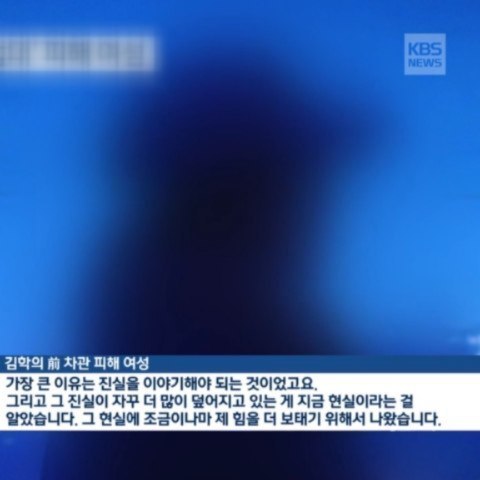 KBS
NEWS
김학의 前 차관 피해 여성
가장 큰 이유는 진실을 이야기해야 되는 것이었고요.
그리고 그 진실이 자꾸 더 많이 덮어지고 있는 게 지금 현실이라는 걸
알았습니다. 그 현실에 조금이나마 제 힘을 더 보태기 위해서 나왔습니다.